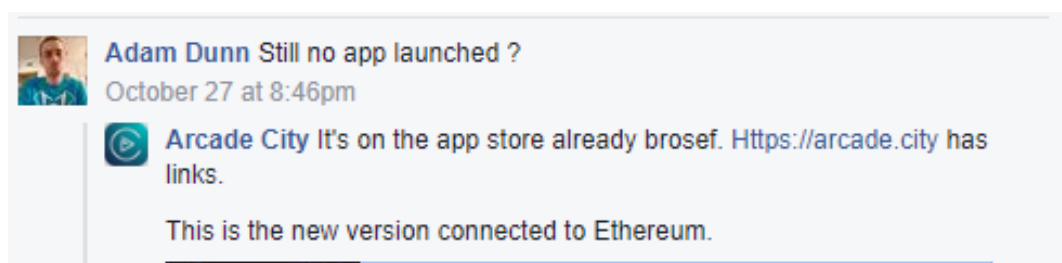 Adam Dunn Still no app launched ?
October 27 at 8:46pm
Arcade City It's on the app store already brosef. Https://arcade.city has
links.
This is the new version connected to Ethereum.